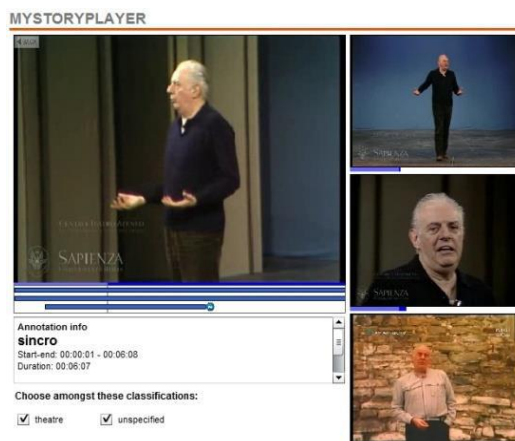 MYSTORYPLAYER
AUX
SAPIENZA
SAPIENZA
SAPIENZA
Annotation info
sincro
Start-end: 00:00:01 - 00:06:08
Duration: 00:06:07
Choose amongst these classifications:
theatre
unspecified